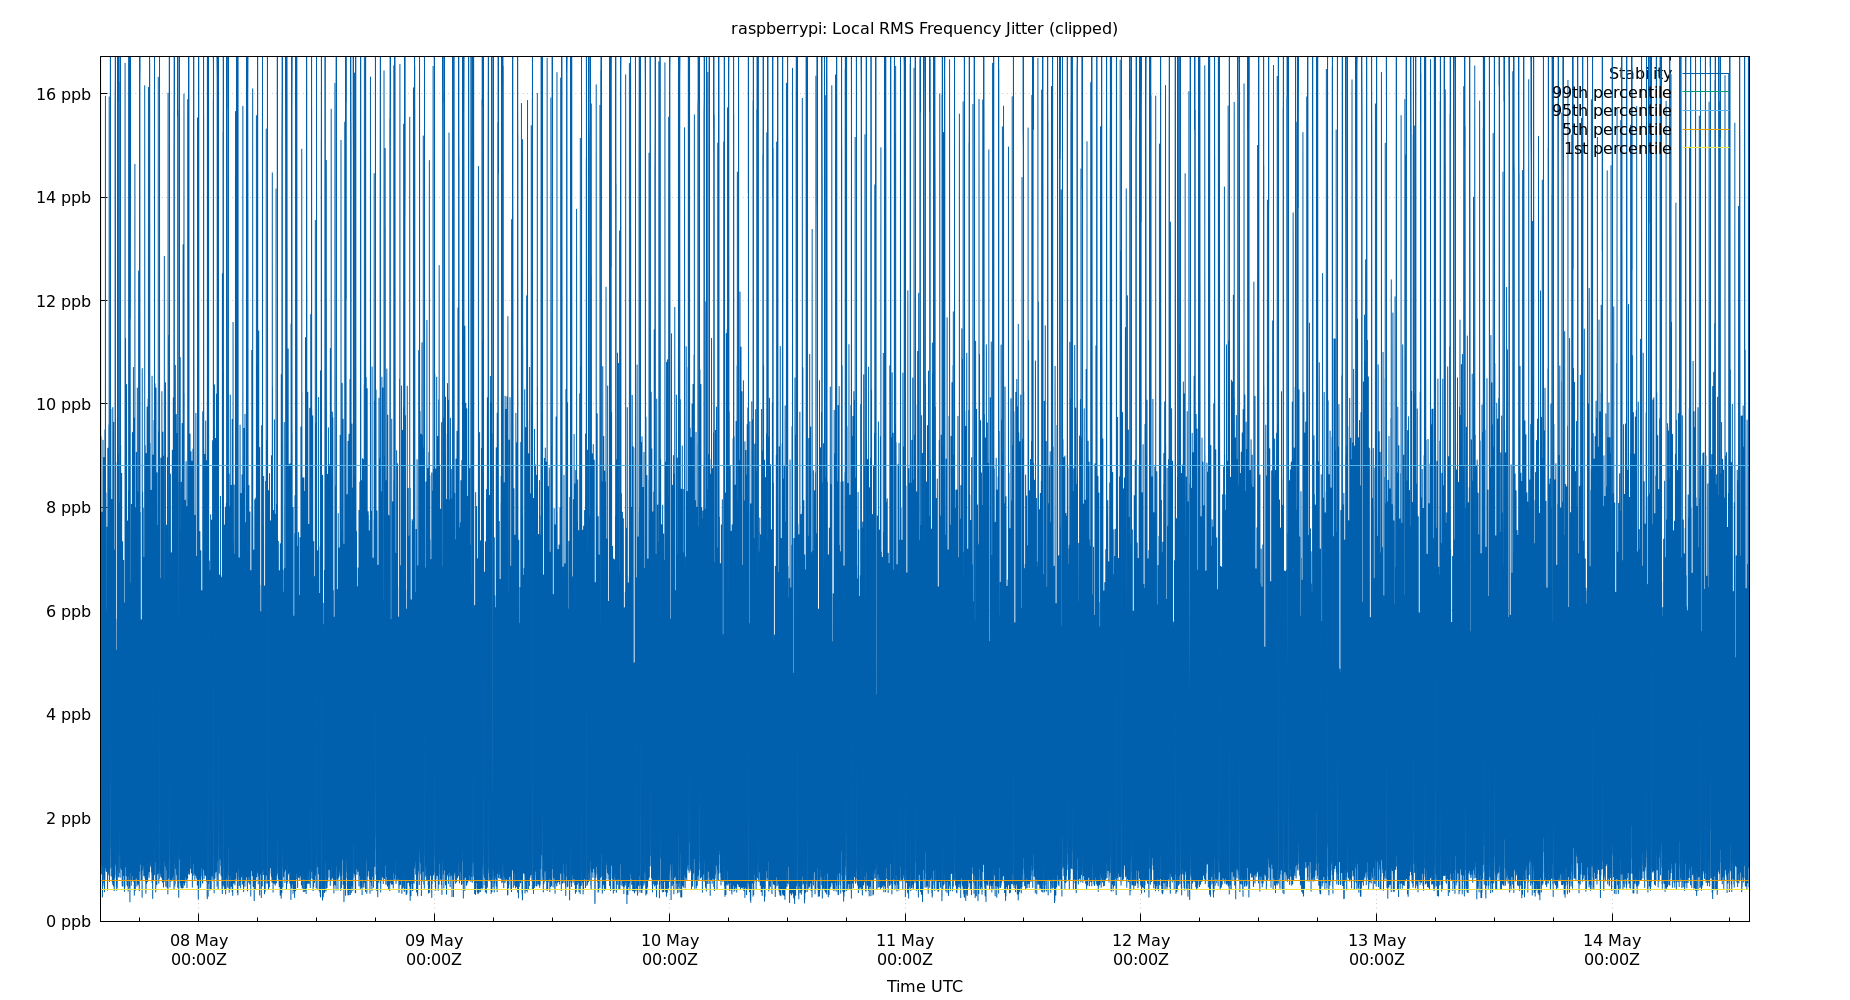 raspberrypi: Local RMS Frequency Jitter (clipped)
16 ppb
14 ppb
12 ppb
10 ppb
8 ppb
6 ppb
4 ppb
2 ppb
0 ppb
Stability
99th percentile
95th percentile
5th percentile
1st percentile
08 May
00:00Z
09 May
00:00Z
10 May
00:00Z
11 May
00:00Z
12 May
00:00Z
13 May
00:00Z
14 May
00:00Z
Time UTC